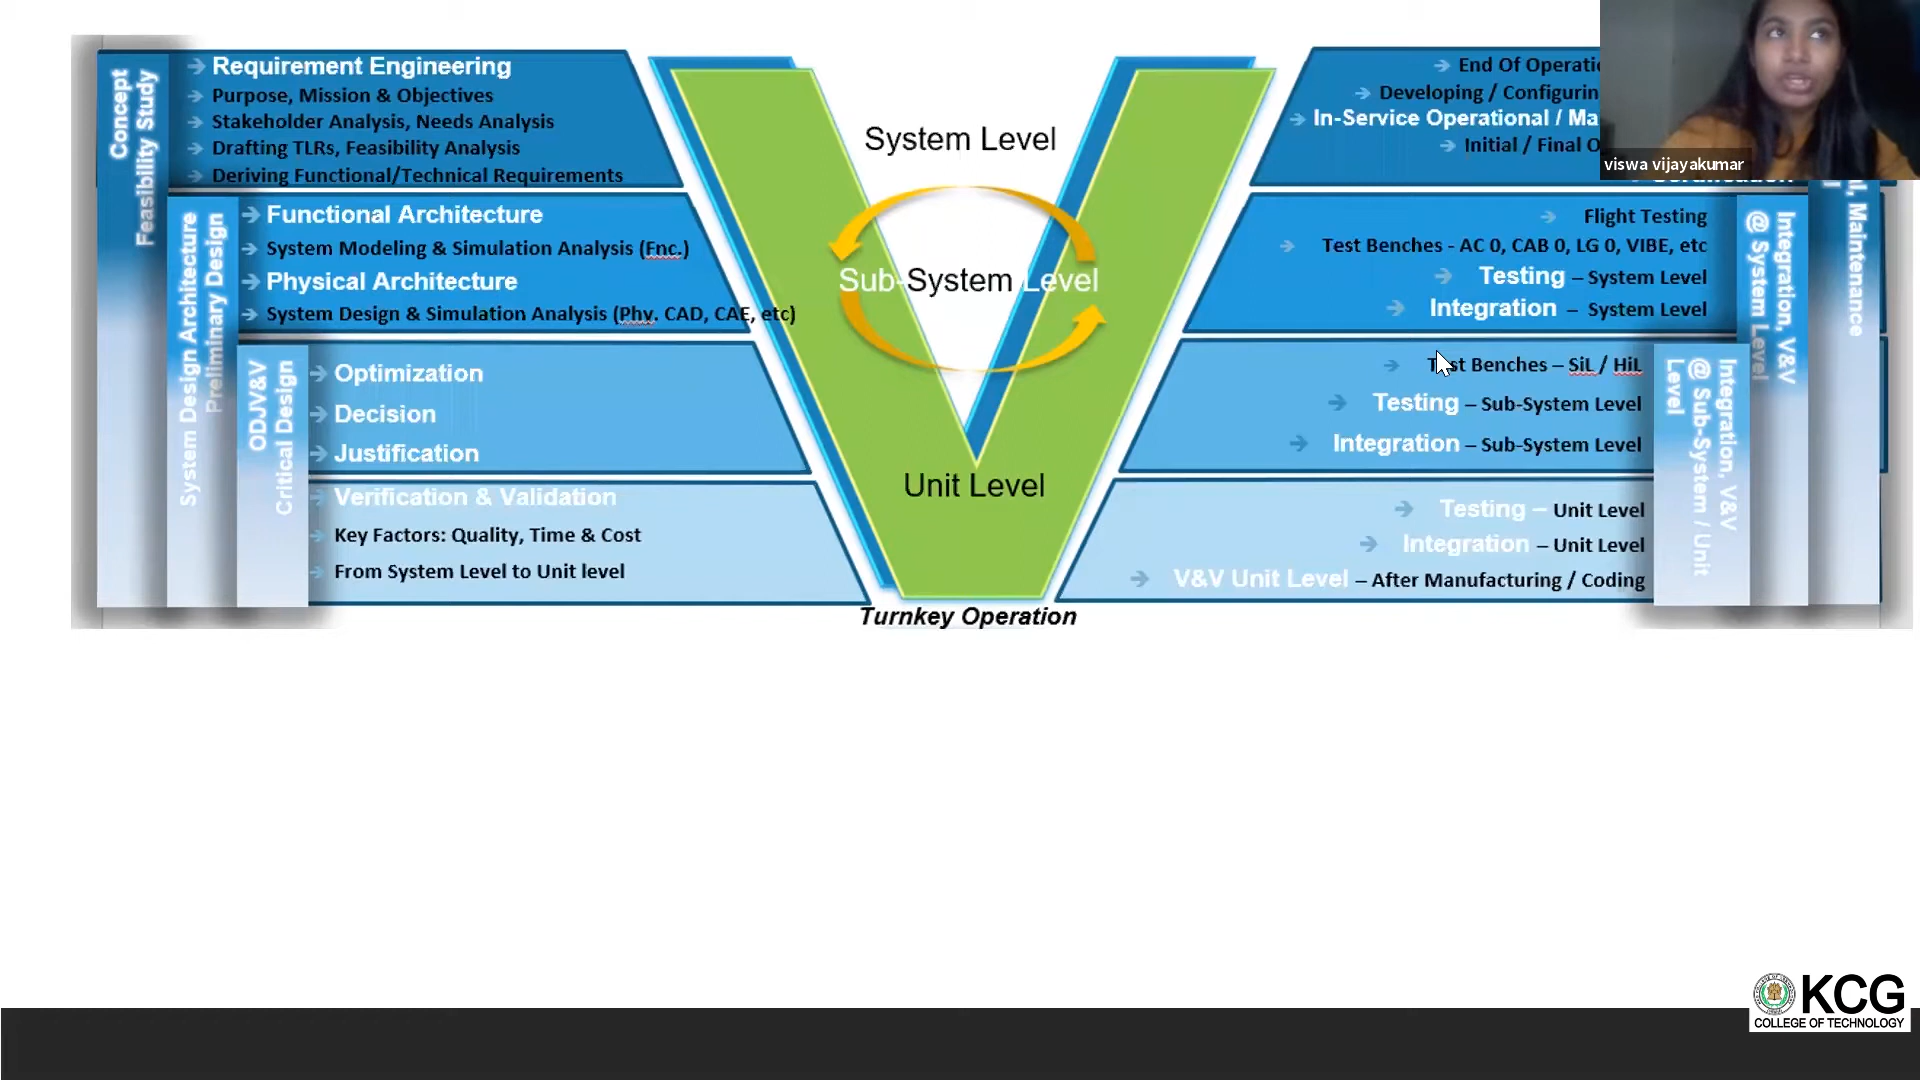 Concept
Feasibility Study
Requirement Engineering
Purpose, Mission & Objectives
Stakeholder Analysis, Needs Analysis
Drafting TLRs, Feasibility Analysis
Deriving Functional/Technical Requirements
System Design Architecture
Preliminary Design
Functional Architecture
System Modeling & Simulation Analysis (Fnc.)
Physical Architecture
System Design & Simulation Analysis (Phy. CAD, CAE, etc)
ODJV&V
Critical Design
Optimization
Decision
Justification
Verification & Validation
Key Factors: Quality, Time & Cost
From System Level to Unit level
System Level
Sub-System Level
Unit Level
Turnkey Operation
End Of
Developing /
In-Service Operational /
Initial / Final
Flight Testing
Test Benches - AC 0, CAB 0, LG 0, VIBE, etc
Testing – System Level
Integration – System Level
Test Benches – SiL / HiL
Testing – Sub-System Level
Integration – Sub-System Level
Testing – Unit Level
Integration – Unit Level
V&V Unit Level – After Manufacturing / Coding
Integration, V&V
@ Sub-System / Unit
Level
Integration, V&V
@ System Level
Maintenance
viswa vijayakumar
KCG
COLLEGE OF TECHNOLOGY